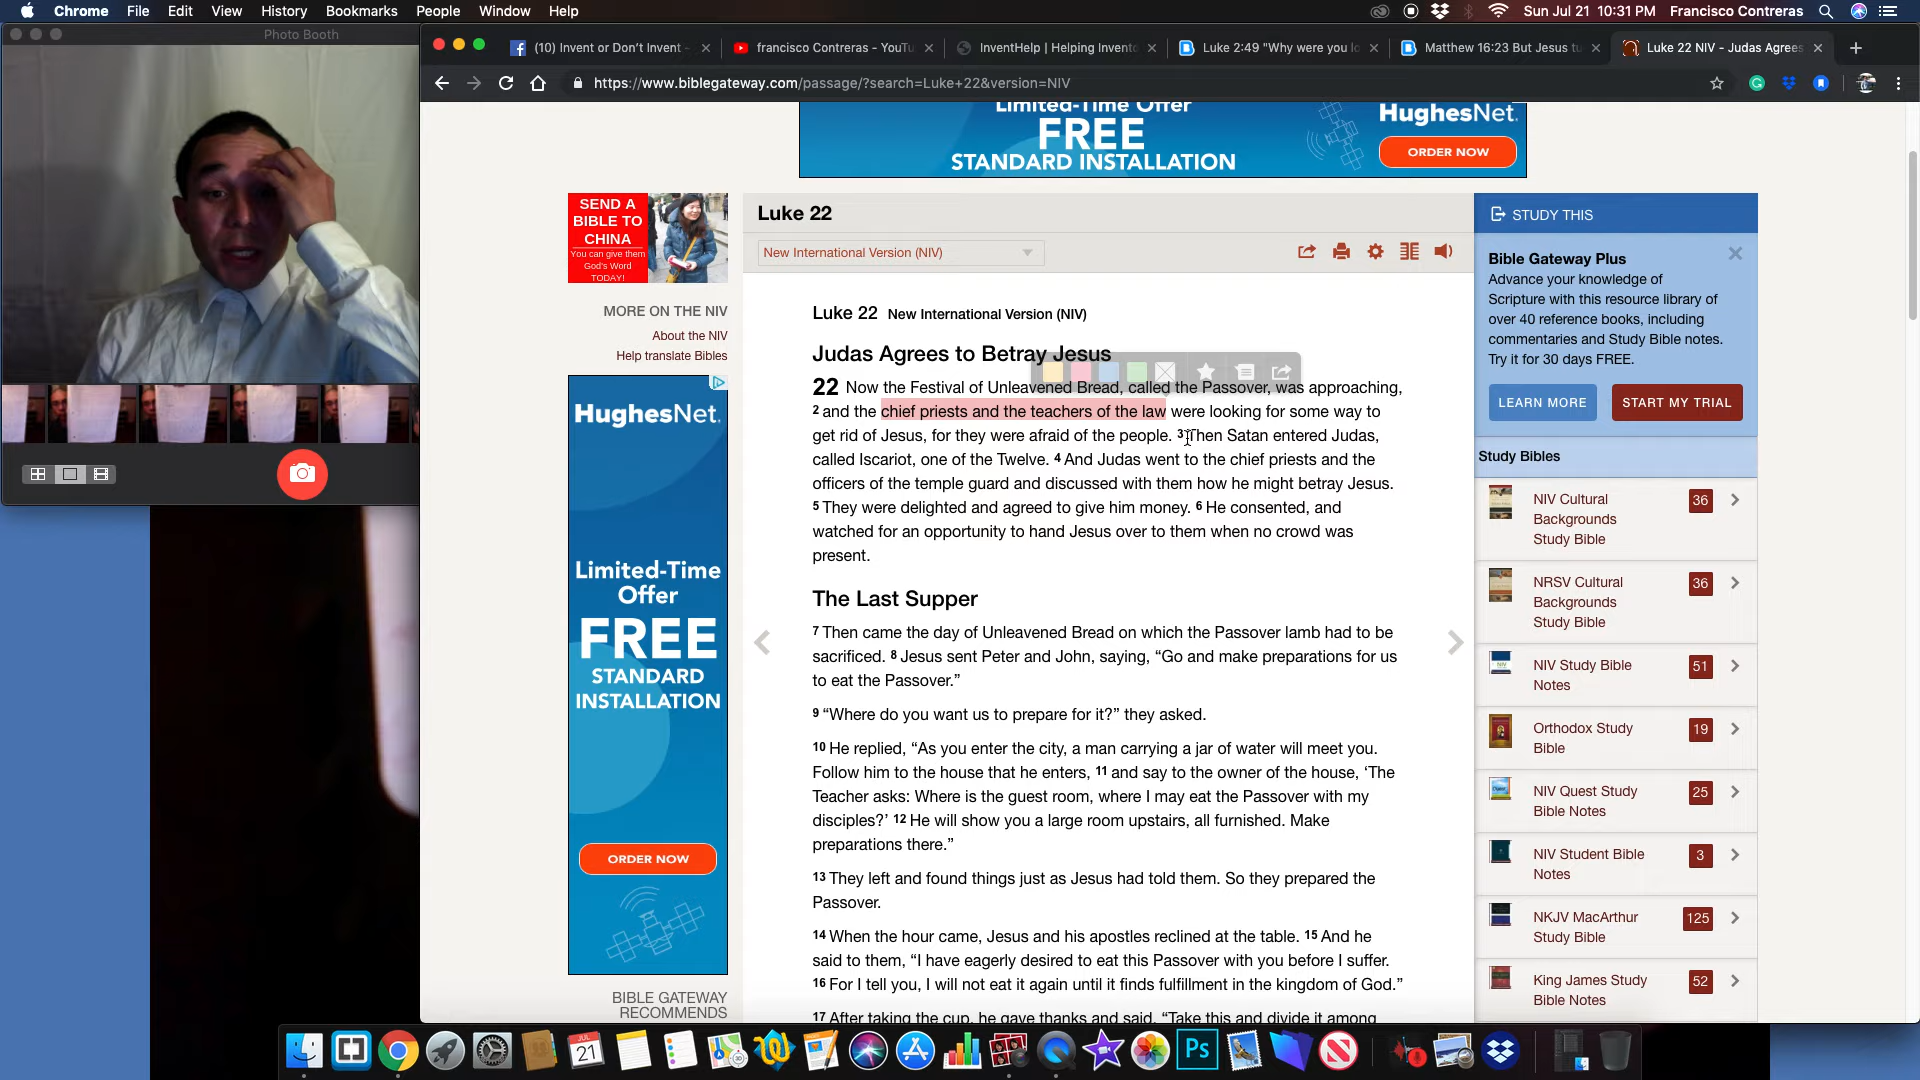 Chrome File Edit View History Bookmarks People Window Help
Sun Jul 21 10:31 PM Francisco Contreras
Photo Booth
(10) Invent or Don't Invent -
francisco Contreras - YouTu
InventHelp | Helping Invento
Luke 2:49 "Why were you lo
Matthew 16:23 But Jesus tu
Luke 22 NIV - Judas Agrees
https://www.biblegateway.com/passage/?search=Luke+22&version=NIV
Limited-Time Offer
FREE
STANDARD INSTALLATION
HughesNet.
ORDER NOW
SEND A
BIBLE TO
CHINA
You can give them
God's Word
TODAY!
MORE ON THE NIV
About the NIV
Help translate Bibles
HughesNet.
Limited-Time
Offer
FREE
STANDARD
INSTALLATION
ORDER NOW
BIBLE GATEWAY
RECOMMENDS
Luke 22
New International Version (NIV)
Luke 22 New International Version (NIV)
Judas Agrees to Betray Jesus
22 Now the Festival of Unleavened Bread, called the Passover, was approaching,
2 and the chief priests and the teachers of the law were looking for some way to
get rid of Jesus, for they were afraid of the people. 3 Then Satan entered Judas,
called Iscariot, one of the Twelve. 4 And Judas went to the chief priests and the
officers of the temple guard and discussed with them how he might betray Jesus.
5 They were delighted and agreed to give him money. 6 He consented, and
watched for an opportunity to hand Jesus over to them when no crowd was
present.
The Last Supper
7 Then came the day of Unleavened Bread on which the Passover lamb had to be
sacrificed. 8 Jesus sent Peter and John, saying, “Go and make preparations for us
to eat the Passover.”
9 “Where do you want us to prepare for it?” they asked.
10 He replied, “As you enter the city, a man carrying a jar of water will meet you.
Follow him to the house that he enters, 11 and say to the owner of the house, ‘The
Teacher asks: Where is the guest room, where I may eat the Passover with my
disciples?’ 12 He will show you a large room upstairs, all furnished. Make
preparations there.”
13 They left and found things just as Jesus had told them. So they prepared the
Passover.
14 When the hour came, Jesus and his apostles reclined at the table. 15 And he
said to them, “I have eagerly desired to eat this Passover with you before I suffer.
16 For I tell you, I will not eat it again until it finds fulfillment in the kingdom of God.”
17 After taking the cup, he gave thanks and said, “Take this and divide it among
STUDY THIS
Bible Gateway Plus
Advance your knowledge of
Scripture with this resource library of
over 40 reference books, including
commentaries and Study Bible notes.
Try it for 30 days FREE.
LEARN MORE
START MY TRIAL
Study Bibles
NIV Cultural
Backgrounds
Study Bible
36
NRSV Cultural
Backgrounds
Study Bible
36
NIV Study Bible
Notes
51
Orthodox Study
Bible
19
NIV Quest Study
Bible Notes
25
NIV Student Bible
Notes
3
NKJV MacArthur
Study Bible
125
King James Study
Bible Notes
52
JUL
21
Ps